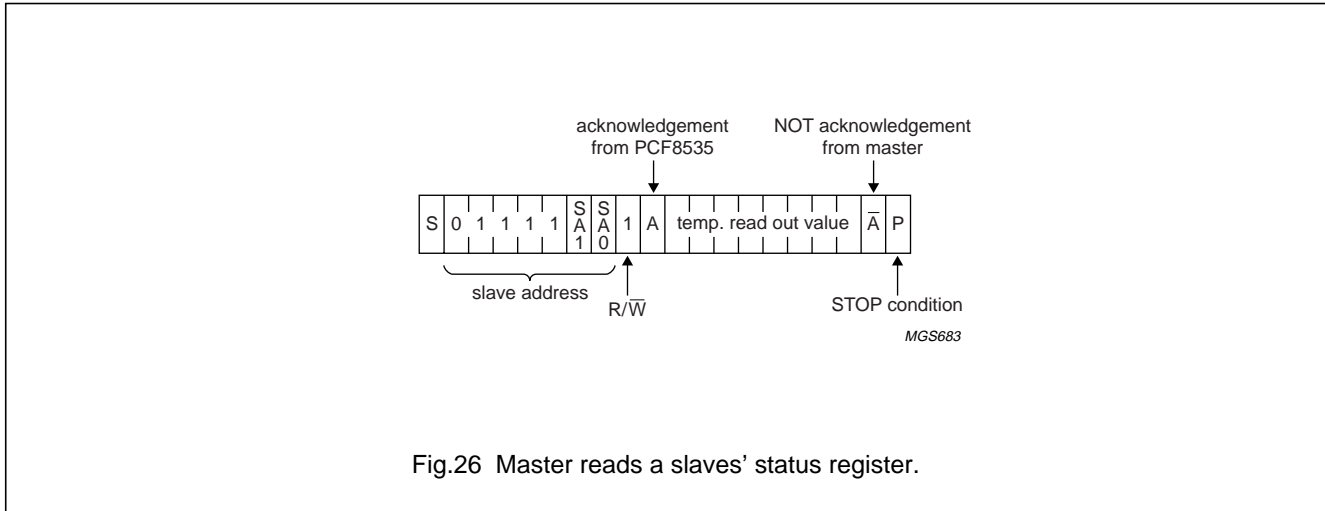 acknowledgement
from PCF8535
NOT acknowledgement
from master
S 0 1 1 1 1 SA1 SA0 1 A temp. read out value A̅ P
slave address
R/W̅
STOP condition
MGS683
Fig.26 Master reads a slaves’ status register.